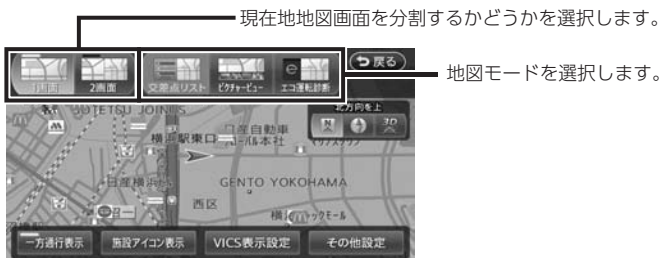 現在地地図画面を分割するかどうかを選択します。
1画面
2画面
交差点リスト
ピクチャービュー
エコ運転診断
戻る
地図モードを選択します。
北方向を上
N
3D
横浜駅東口
日産自動車
GENTO YOKOHAMA
西区
一方通行表示
施設アイコン表示
VICS表示設定
その他設定